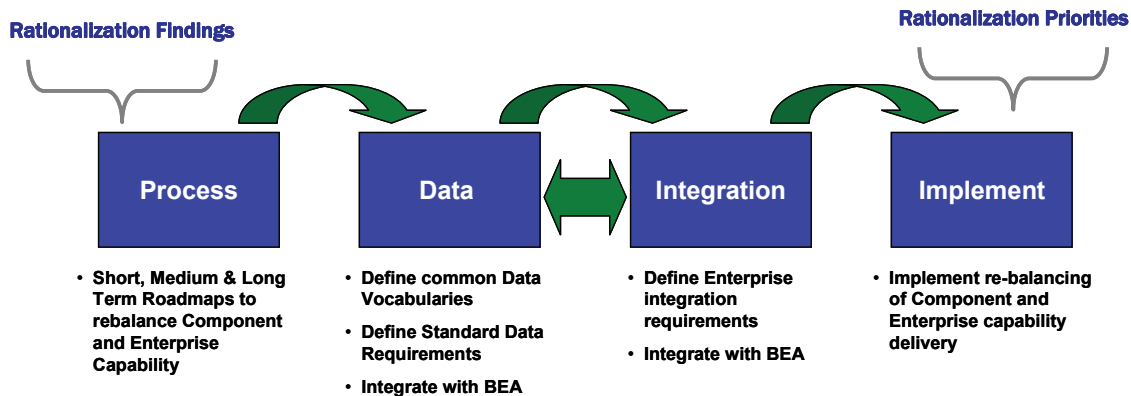 Rationalization Findings
Rationalization Priorities
Process
Data
Integration
Implement
• Short, Medium & Long
Term Roadmaps to
rebalance Component
and Enterprise
Capability
• Define common Data
Vocabularies
• Define Standard Data
Requirements
• Integrate with BEA
• Define Enterprise
integration
requirements
• Integrate with BEA
• Implement re-balancing
of Component and
Enterprise capability
delivery